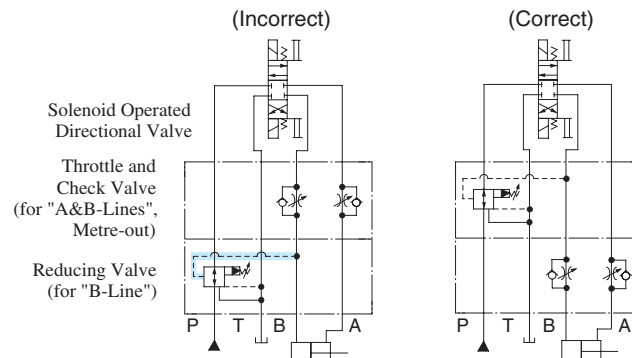 (Incorrect)
(Correct)
Solenoid Operated
Directional Valve
Throttle and
Check Valve
(for "A&B-Lines",
Metre-out)
Reducing Valve
(for "B-Line")
P T B A
P T B A